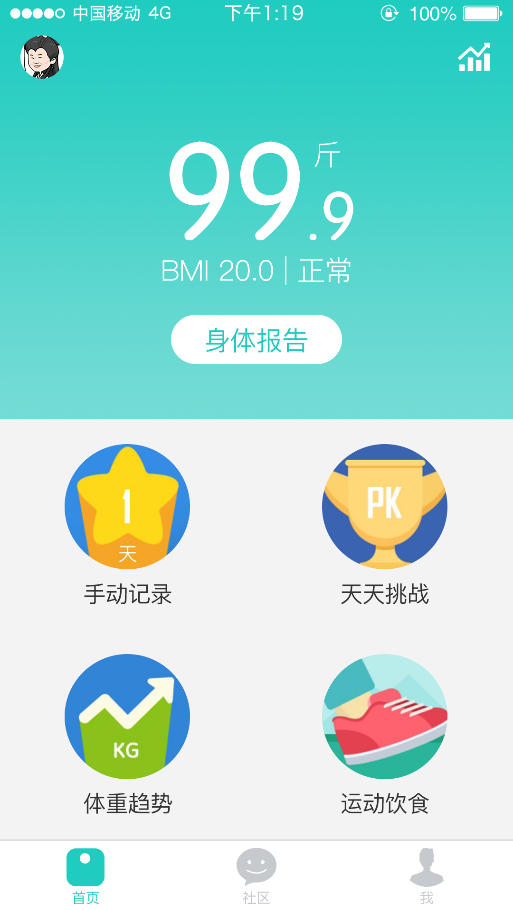 中国移动 4G 下午1:19 100%
99.9 斤
BMI 20.0 | 正常
身体报告
1
天
PK
手动记录 天天挑战
KG
体重趋势 运动饮食
首页 社区 我